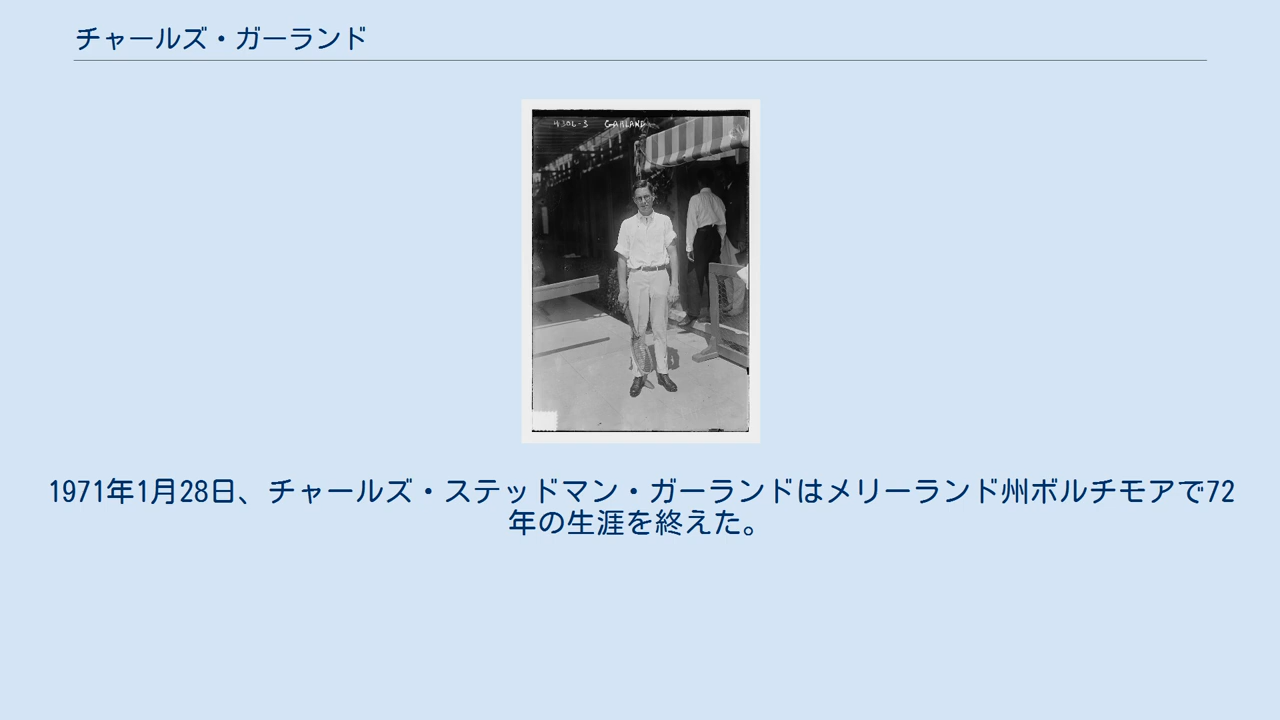 チャールズ・ガーランド
4302-3 GARLAND
1971年1月28日、チャールズ・ステッドマン・ガーランドはメリーランド州ボルチモアで72
年の生涯を終えた。